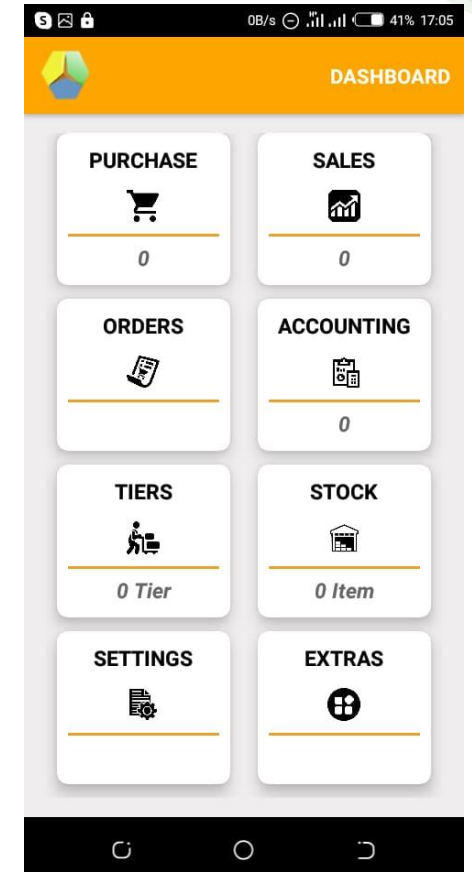 0B/s 41% 17:05
DASHBOARD
PURCHASE SALES
0 0
ORDERS ACCOUNTING
0
TIERS STOCK
0 Tier 0 Item
SETTINGS EXTRAS